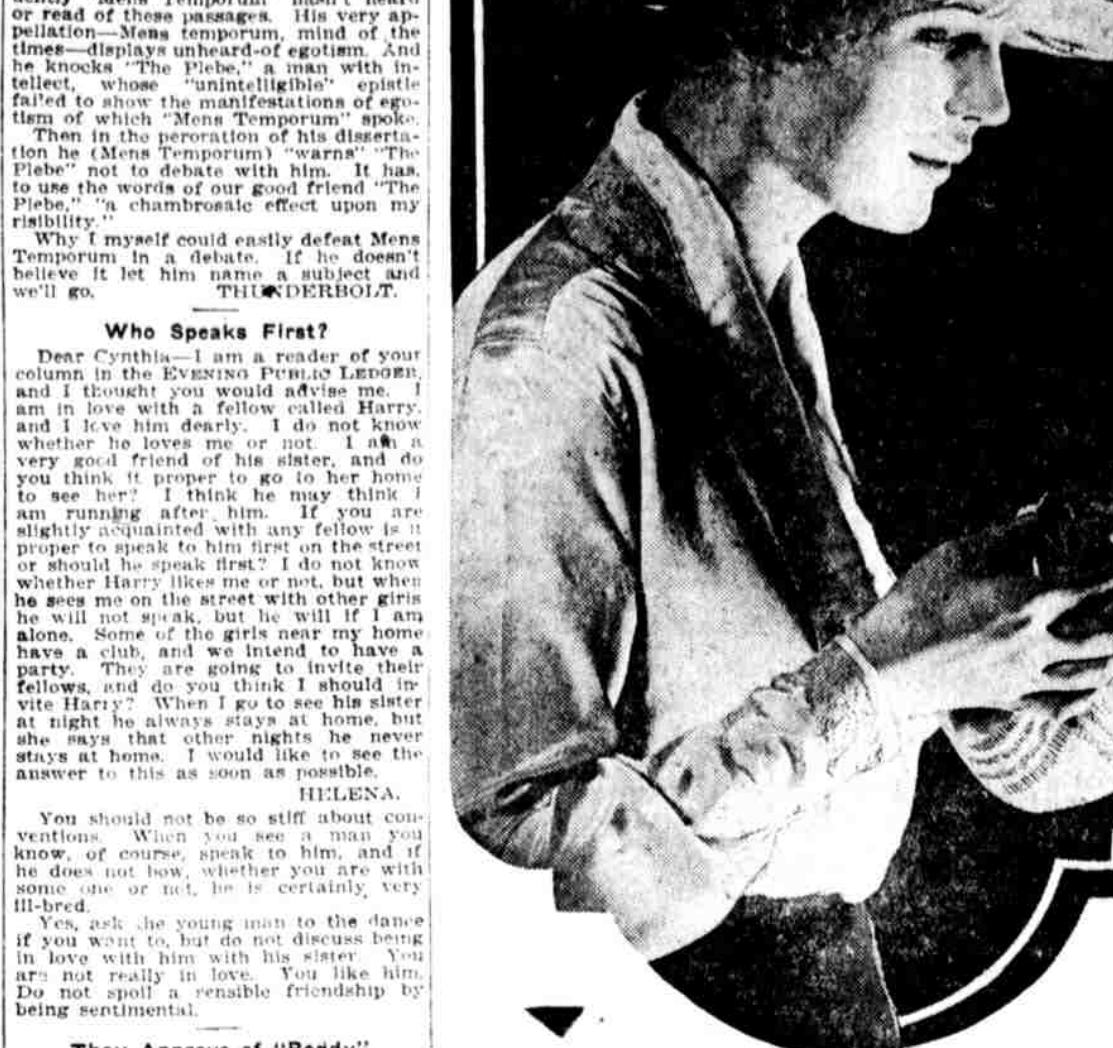 or read of these passages. His very ap-
pellation—Mens temporum, mind of the
times—displays unheard-of egotism. And
he knocks "The Plebe," a man with in-
tellect, whose "unintelligible" epistle
failed to show the manifestations of ego-
tism of which "Mens Temporum" spoke.
Then in the peroration of his disserta-
tion he (Mens Temporum) "warns" "The
Plebe" not to debate with him. It has,
to use the words of our good friend "The
Plebe," "a chambrosaic effect upon my
risibility."
Why I myself could easily defeat Mens
Temporum in a debate. If he doesn't
believe it let him name a subject and
we'll go. THUNDERBOLT.
Who Speaks First?
Dear Cynthia—I am a reader of your
column in the EVENING PUBLIC LEDGER,
and I thought you would advise me. I
am in love with a fellow called Harry,
and I love him dearly. I do not know
whether he loves me or not. I am a
very good friend of his sister, and do
you think it proper to go to her home
to see her? I think he may think I
am running after him. If you are
slightly acquainted with any fellow is it
proper to speak to him first on the street
or should he speak first? I do not know
whether Harry likes me or not, but when
he sees me on the street with other girls
he will not speak, but he will if I am
alone. Some of the girls near my home
have a club, and we intend to have a
party. They are going to invite their
fellows, and do you think I should in-
vite Harry? When I go to see his sister
at night he always stays at home, but
she says that other nights he never
stays at home. I would like to see the
answer to this as soon as possible.
HELENA.
You should not be so stiff about con-
ventions. When you see a man you
know, of course, speak to him, and if
he does not bow, whether you are with
some one or not, he is certainly very
ill-bred.
Yes, ask the young man to the dance
if you want to, but do not discuss being
in love with him with his sister. You
are not really in love. You like him.
Do not spoil a sensible friendship by
being sentimental.